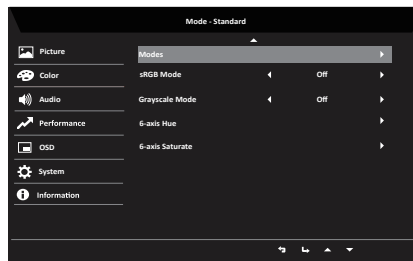 Mode - Standard
Picture
Color
Audio
Performance
OSD
System
Information
Modes
sRGB Mode Off
Grayscale Mode Off
6-axis Hue
6-axis Saturate